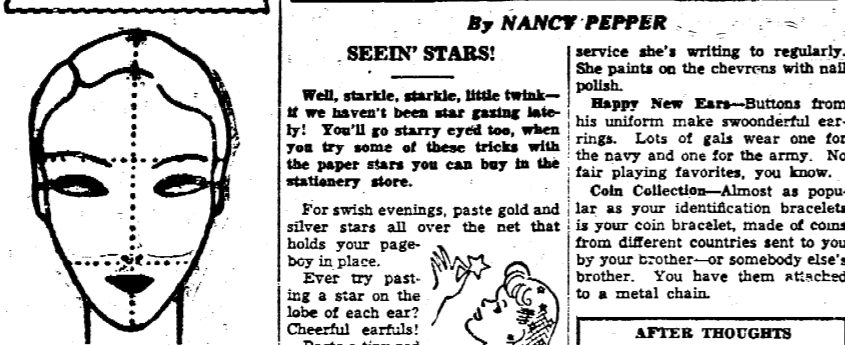 By NANCY PEPPER
SEEIN' STARS!
Well, starkle, starkle, little twink—
if we haven't been star gazing late-
ly! You'll go starry eyed too, when
you try some of these tricks with
the paper stars you can buy in the
stationery store.
For swish evenings, paste gold and
silver stars all over the net that
holds your page-
boy in place.
Ever try past-
ing a star on the
lobe of each ear?
Cheerful earfuls!
service she's writing to regularly.
She paints on the chevrons with nail
polish.
Happy New Ears—Buttons from
his uniform make swoonderful ear-
rings. Lots of gals wear one for
the navy and one for the army. No
fair playing favorites, you know.
Coin Collection—Almost as popu-
lar as your identification bracelets
is your coin bracelet, made of coins
from different countries sent to you
by your brother—or somebody else's
brother. You have them attached
to a metal chain.
AFTER THOUGHTS